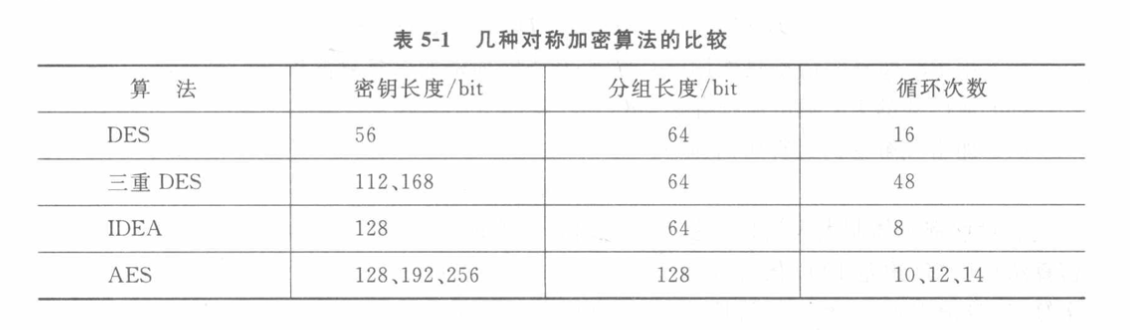 表 5-1 几种对称加密算法的比较
算 法 密钥长度/bit 分组长度/bit 循环次数
DES 56 64 16
三重 DES 112、168 64 48
IDEA 128 64 8
AES 128、192、256 128 10、12、14